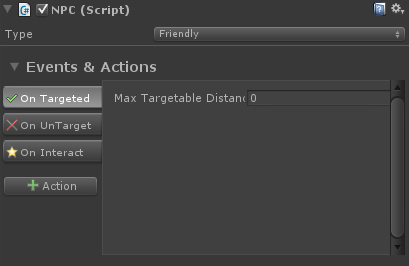 NPC (Script)
Type Friendly
Events & Actions
On Targeted
Max Targetable Distanc 0
On UnTarget
On Interact
Action